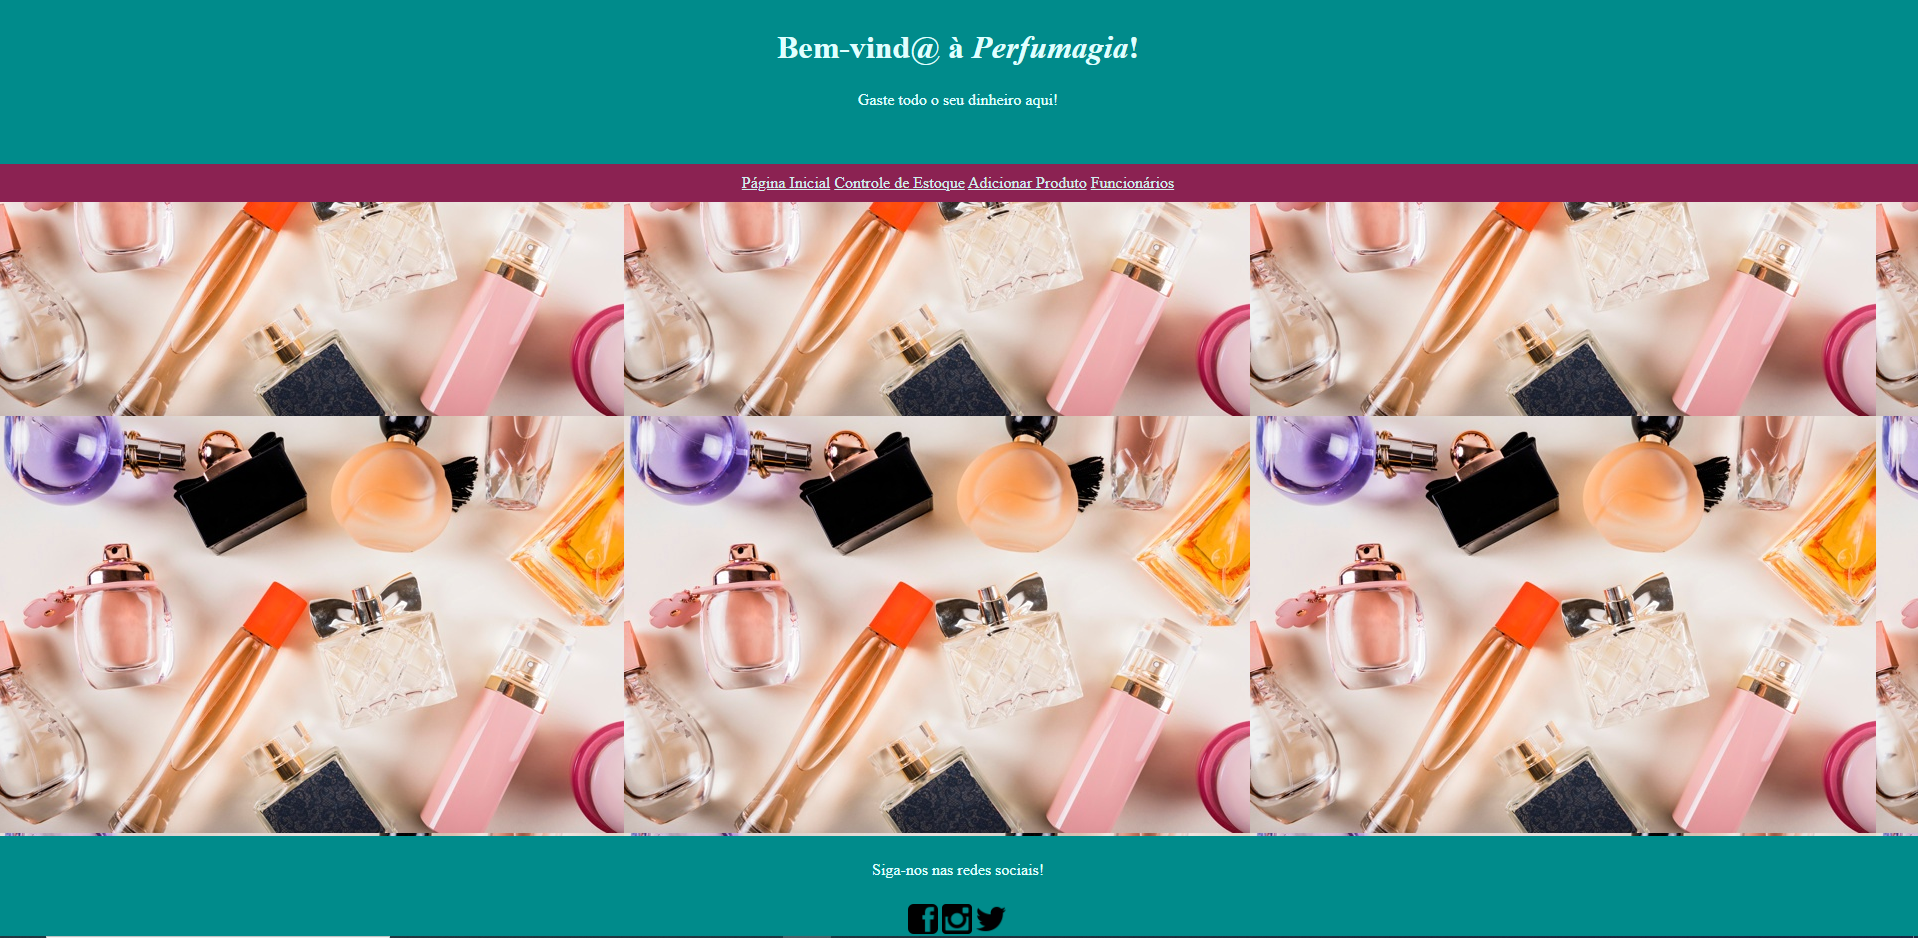 Bem-vind@ à Perfumagia!
Gaste todo o seu dinheiro aqui!
Página Inicial Controle de Estoque Adicionar Produto Funcionários
Siga-nos nas redes sociais!